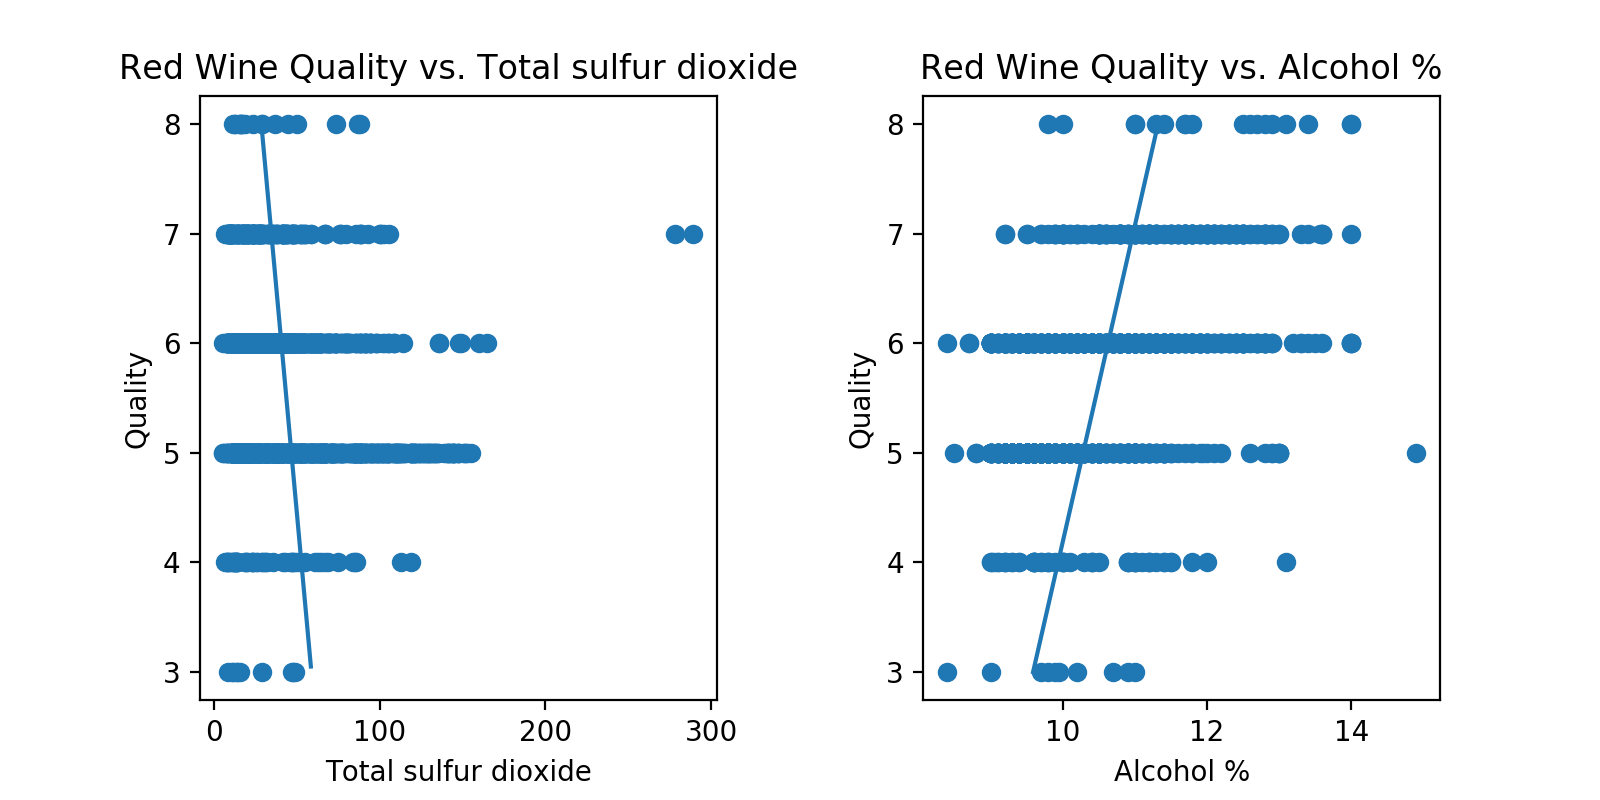 Red Wine Quality vs. Total sulfur dioxide
8
7
6
5
4
3
Quality
0 100 200 300
Total sulfur dioxide
Red Wine Quality vs. Alcohol %
8
7
6
5
4
3
Quality
10 12 14
Alcohol %